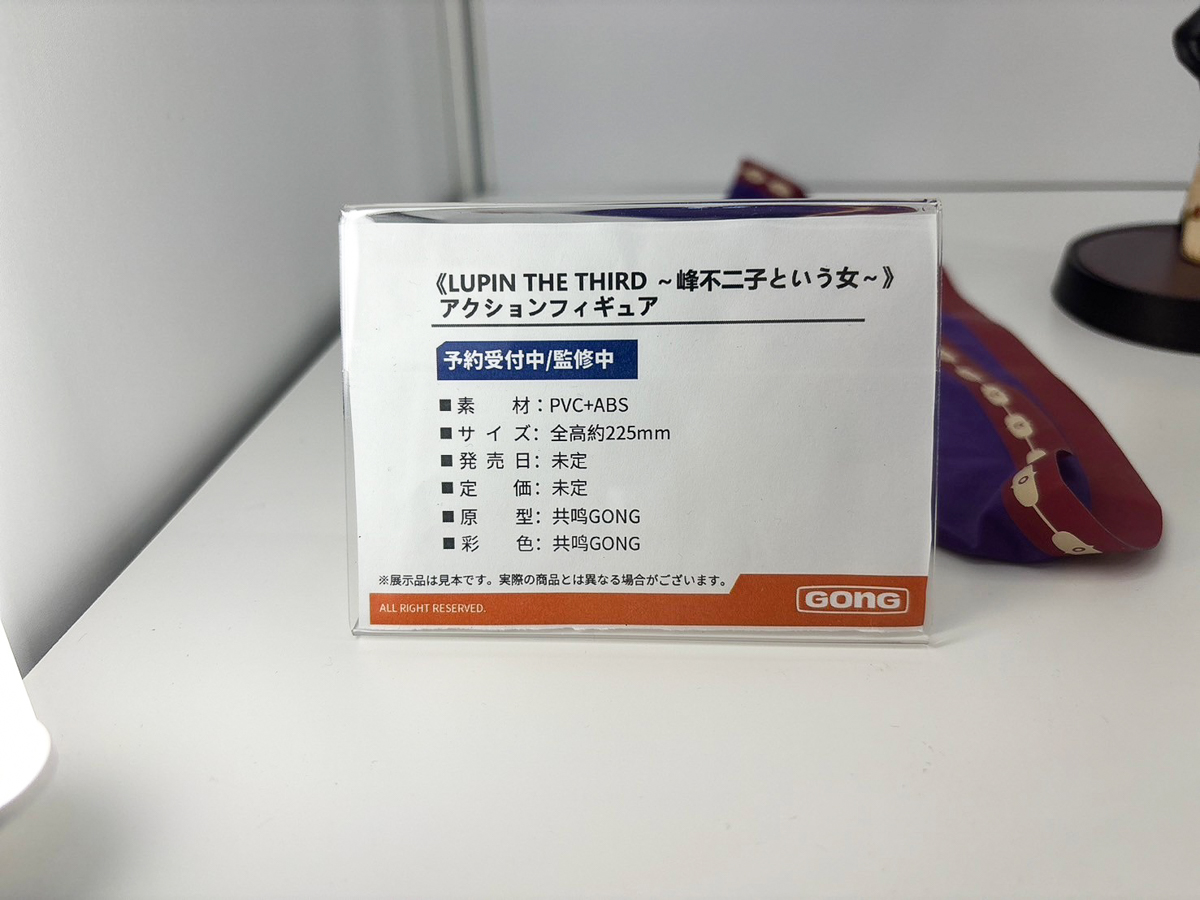 《LUPIN THE THIRD ～峰不二子という女～》
アクションフィギュア
予約受付中/監修中
■素　　材：PVC+ABS
■サ イ ズ：全高約225mm
■発 売 日：未定
■定　　価：未定
■原　　型：共鸣GONG
■彩　　色：共鸣GONG
※展示品は見本です。実際の商品とは異なる場合がございます。
ALL RIGHT RESERVED.
GONG